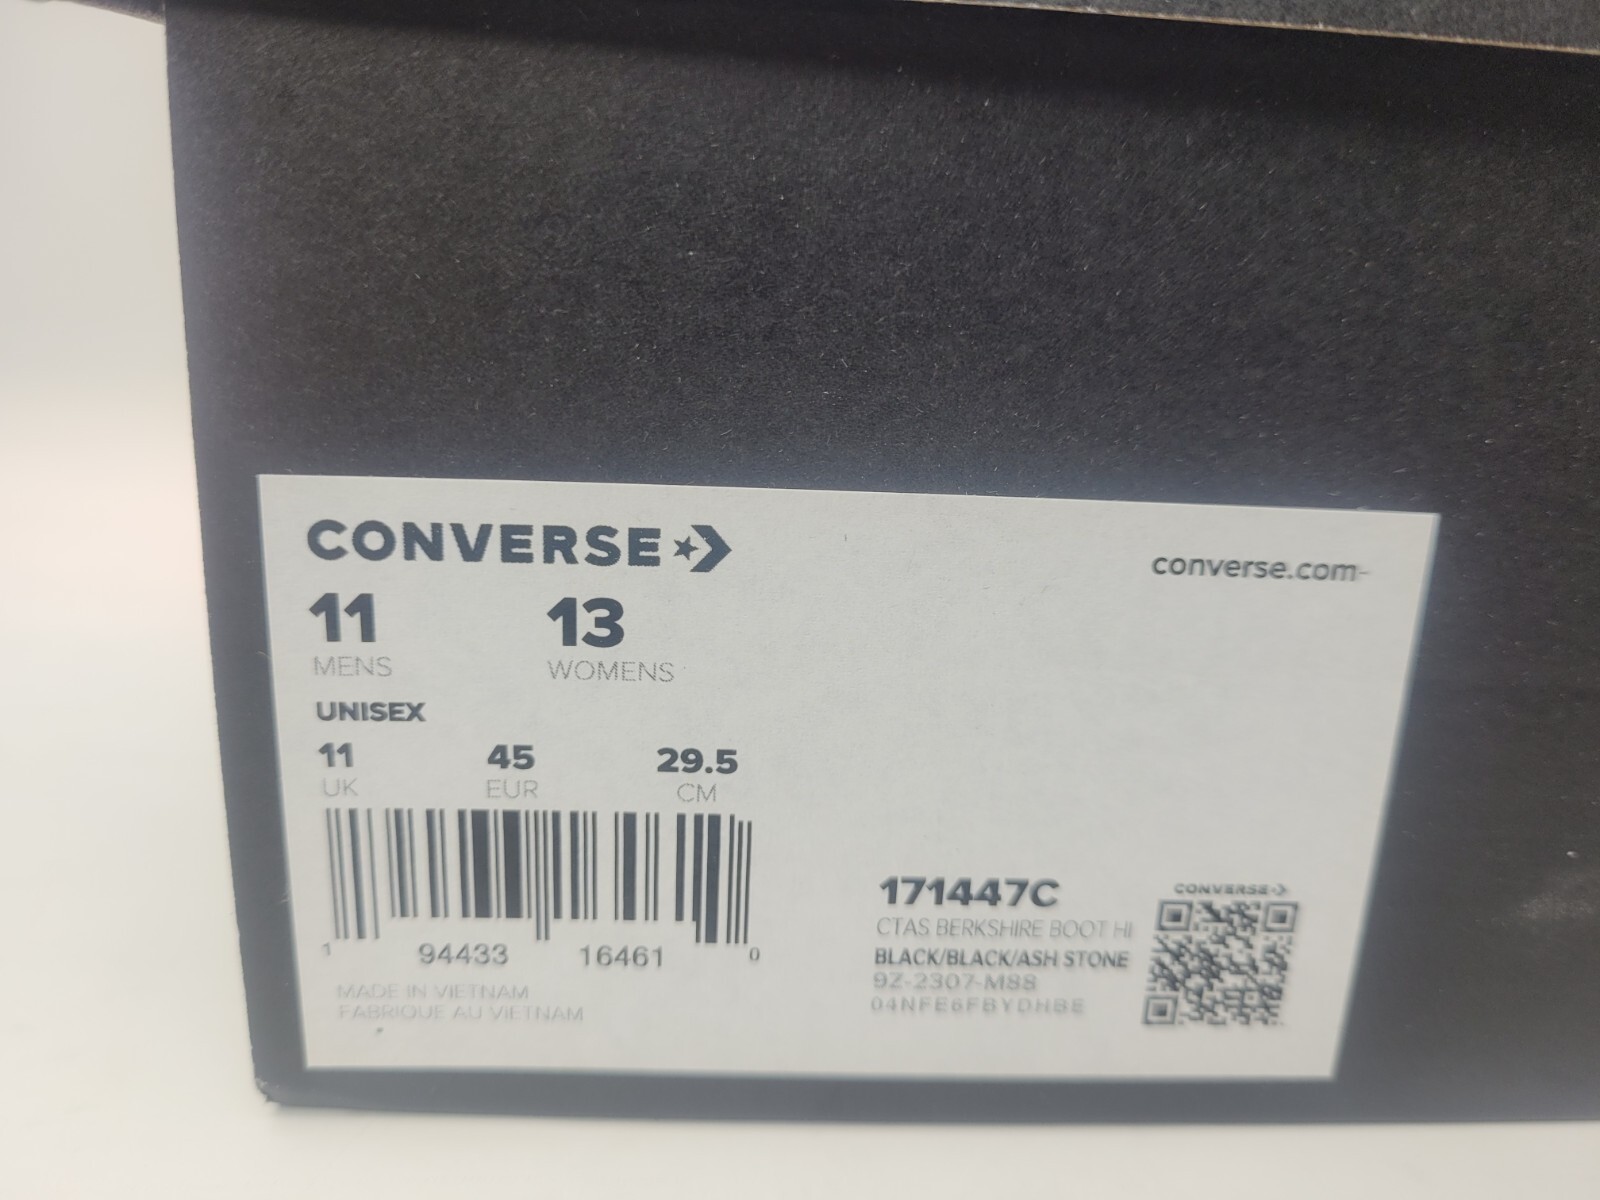 CONVERSE
converse.com
11 13
MENS WOMENS
UNISEX
11 45 29.5
UK EUR CM
1 94433 16461 0
MADE IN VIETNAM
FABRIQUE AU VIETNAM
171447C
CTAS BERKSHIRE BOOT HI
BLACK/BLACK/ASH STONE
9Z-2307-M88
04NFE6FBYDHBE
CONVERSE